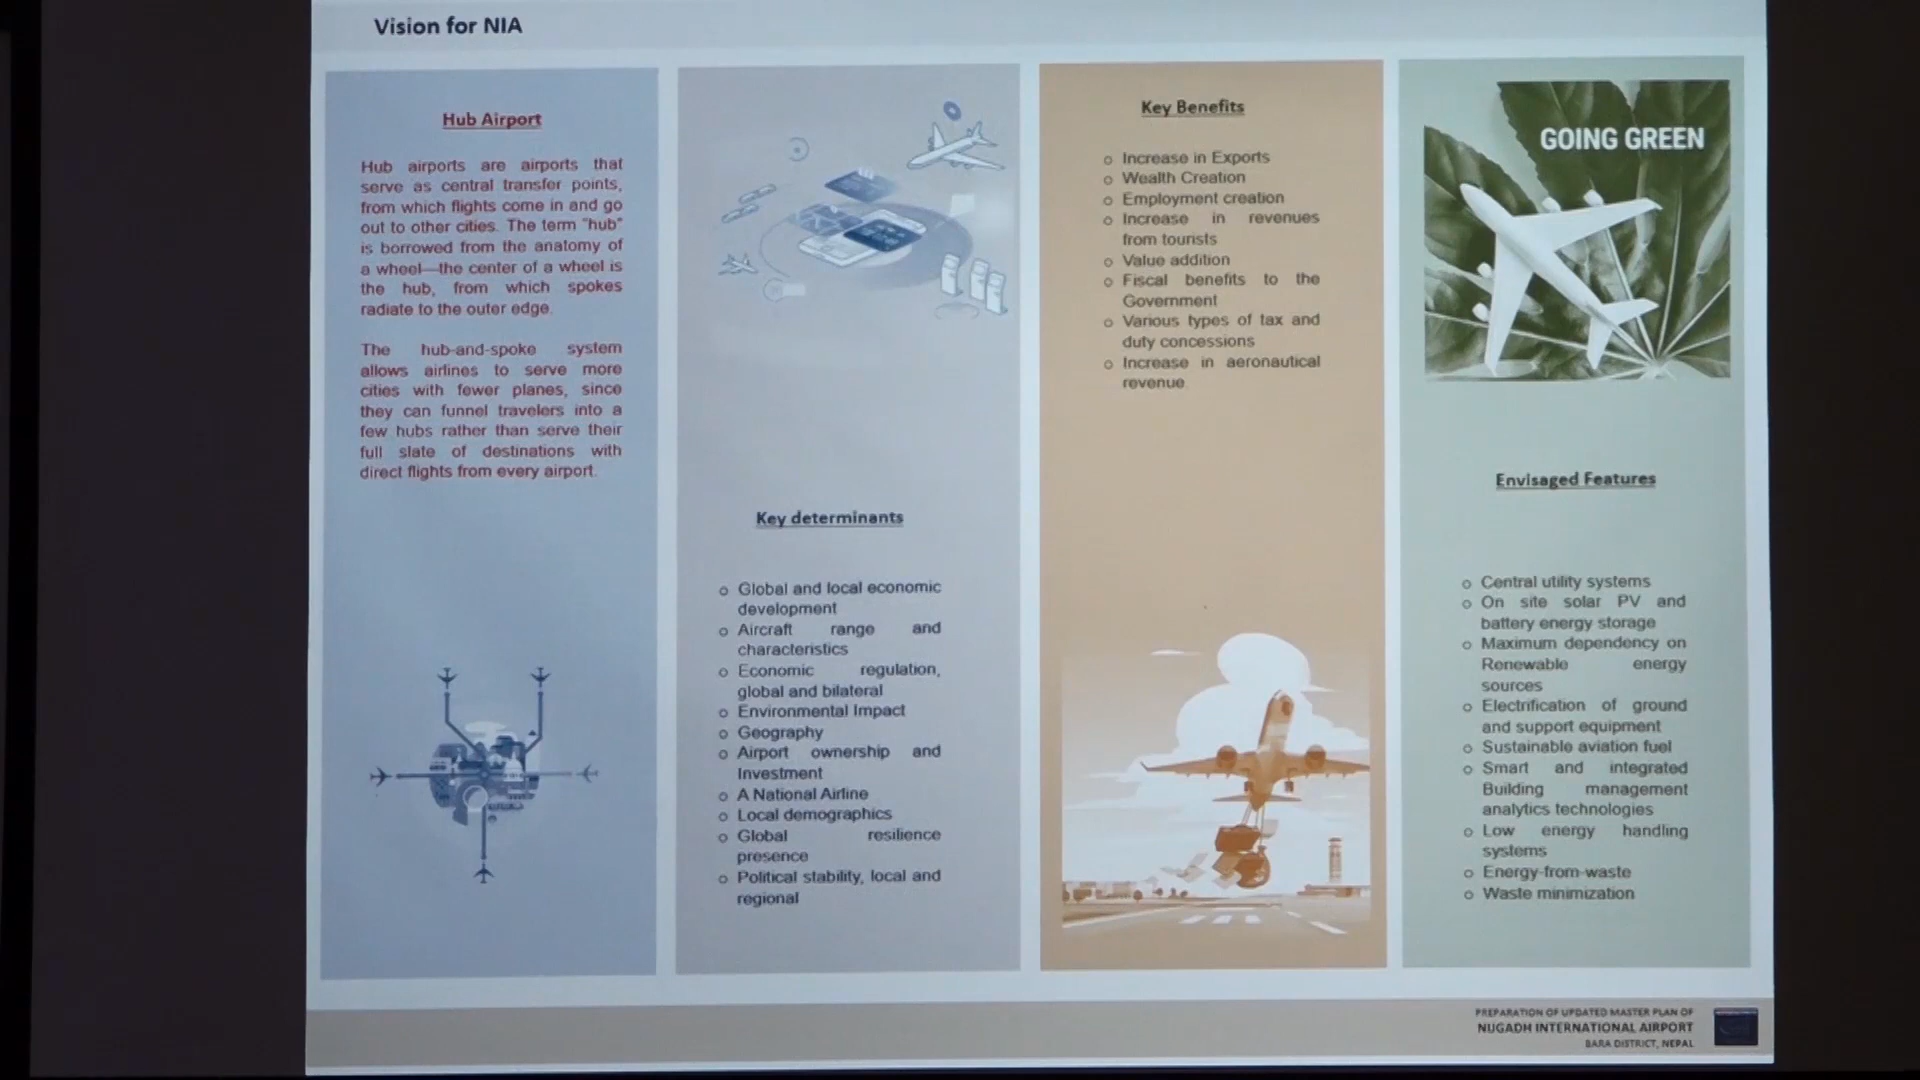 Vision for NIA
Hub Airport
Hub airports are airports that
serve as central transfer points,
from which flights come in and go
out to other cities. The term "hub"
is borrowed from the anatomy of
a wheel—the center of a wheel is
the hub, from which spokes
radiate to the outer edge.
The hub-and-spoke system
allows airlines to serve more
cities with fewer planes, since
they can funnel travelers into a
few hubs rather than serve their
full slate of destinations with
direct flights from every airport.
Key determinants
o Global and local economic
development
o Aircraft range and
characteristics
o Economic regulation,
global and bilateral
o Environmental Impact
o Geography
o Airport ownership and
Investment
o A National Airline
o Local demographics
o Global resilience
presence
o Political stability, local and
regional
Key Benefits
o Increase in Exports
o Wealth Creation
o Employment creation
o Increase in revenues
from tourists
o Value addition
o Fiscal benefits to the
Government
o Various types of tax and
duty concessions
o Increase in aeronautical
revenue.
GOING GREEN
Envisaged Features
o Central utility systems
o On site solar PV and
battery energy storage
o Maximum dependency on
Renewable energy
sources
o Electrification of ground
and support equipment
o Sustainable aviation fuel
o Smart and integrated
Building management
analytics technologies
o Low energy handling
systems
o Energy-from-waste
o Waste minimization
PREPARATION OF UPDATED MASTER PLAN OF
NIJGADH INTERNATIONAL AIRPORT
BARA DISTRICT, NEPAL